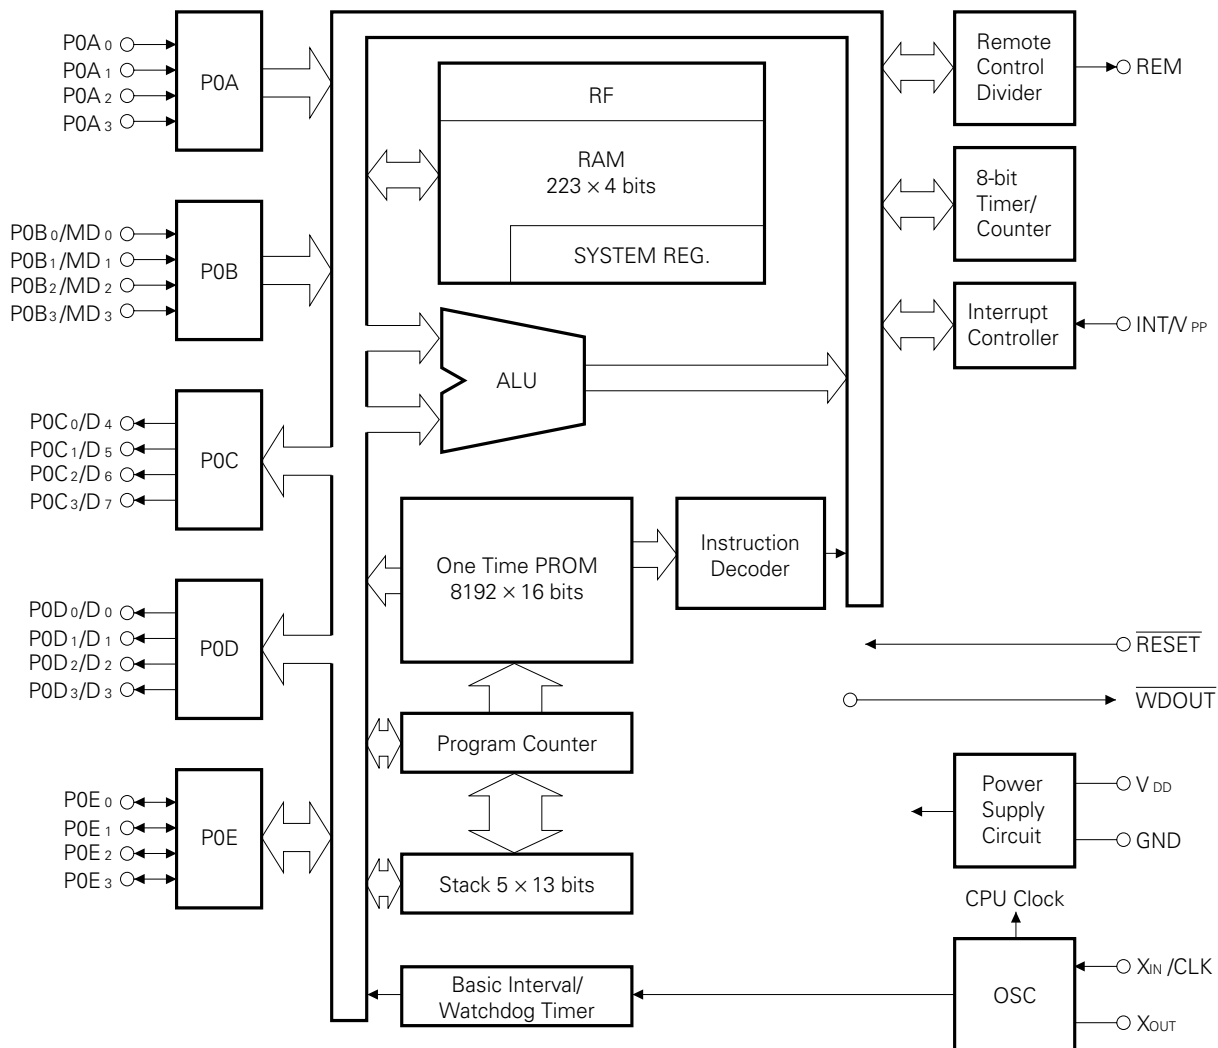 P0A0
P0A1
P0A2
P0A3
P0A
P0B0/MD0
P0B1/MD1
P0B2/MD2
P0B3/MD3
P0B
P0C0/D4
P0C1/D5
P0C2/D6
P0C3/D7
P0C
P0D0/D0
P0D1/D1
P0D2/D2
P0D3/D3
P0D
P0E0
P0E1
P0E2
P0E3
P0E
RF
RAM
223 × 4 bits
SYSTEM REG.
ALU
One Time PROM
8192 × 16 bits
Instruction
Decoder
Program Counter
Stack 5 × 13 bits
Basic Interval/
Watchdog Timer
Remote
Control
Divider
REM
8-bit
Timer/
Counter
Interrupt
Controller
INT/VPP
RESET
WDOUT
Power
Supply
Circuit
VDD
GND
CPU Clock
OSC
XIN/CLK
XOUT